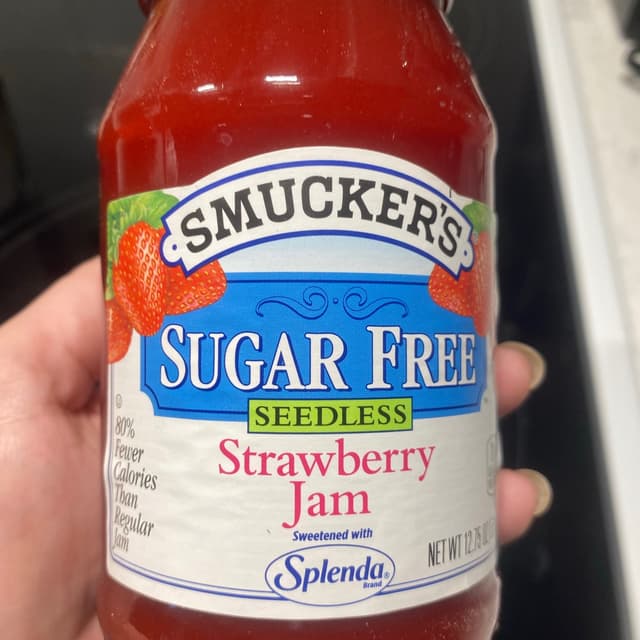 SMUCKER'S
SUGAR FREE
SEEDLESS
Strawberry
Jam
Sweetened with
Splenda®
Brand
80%
Fewer
Calories
Than
Regular
Jam
NET WT 12.75